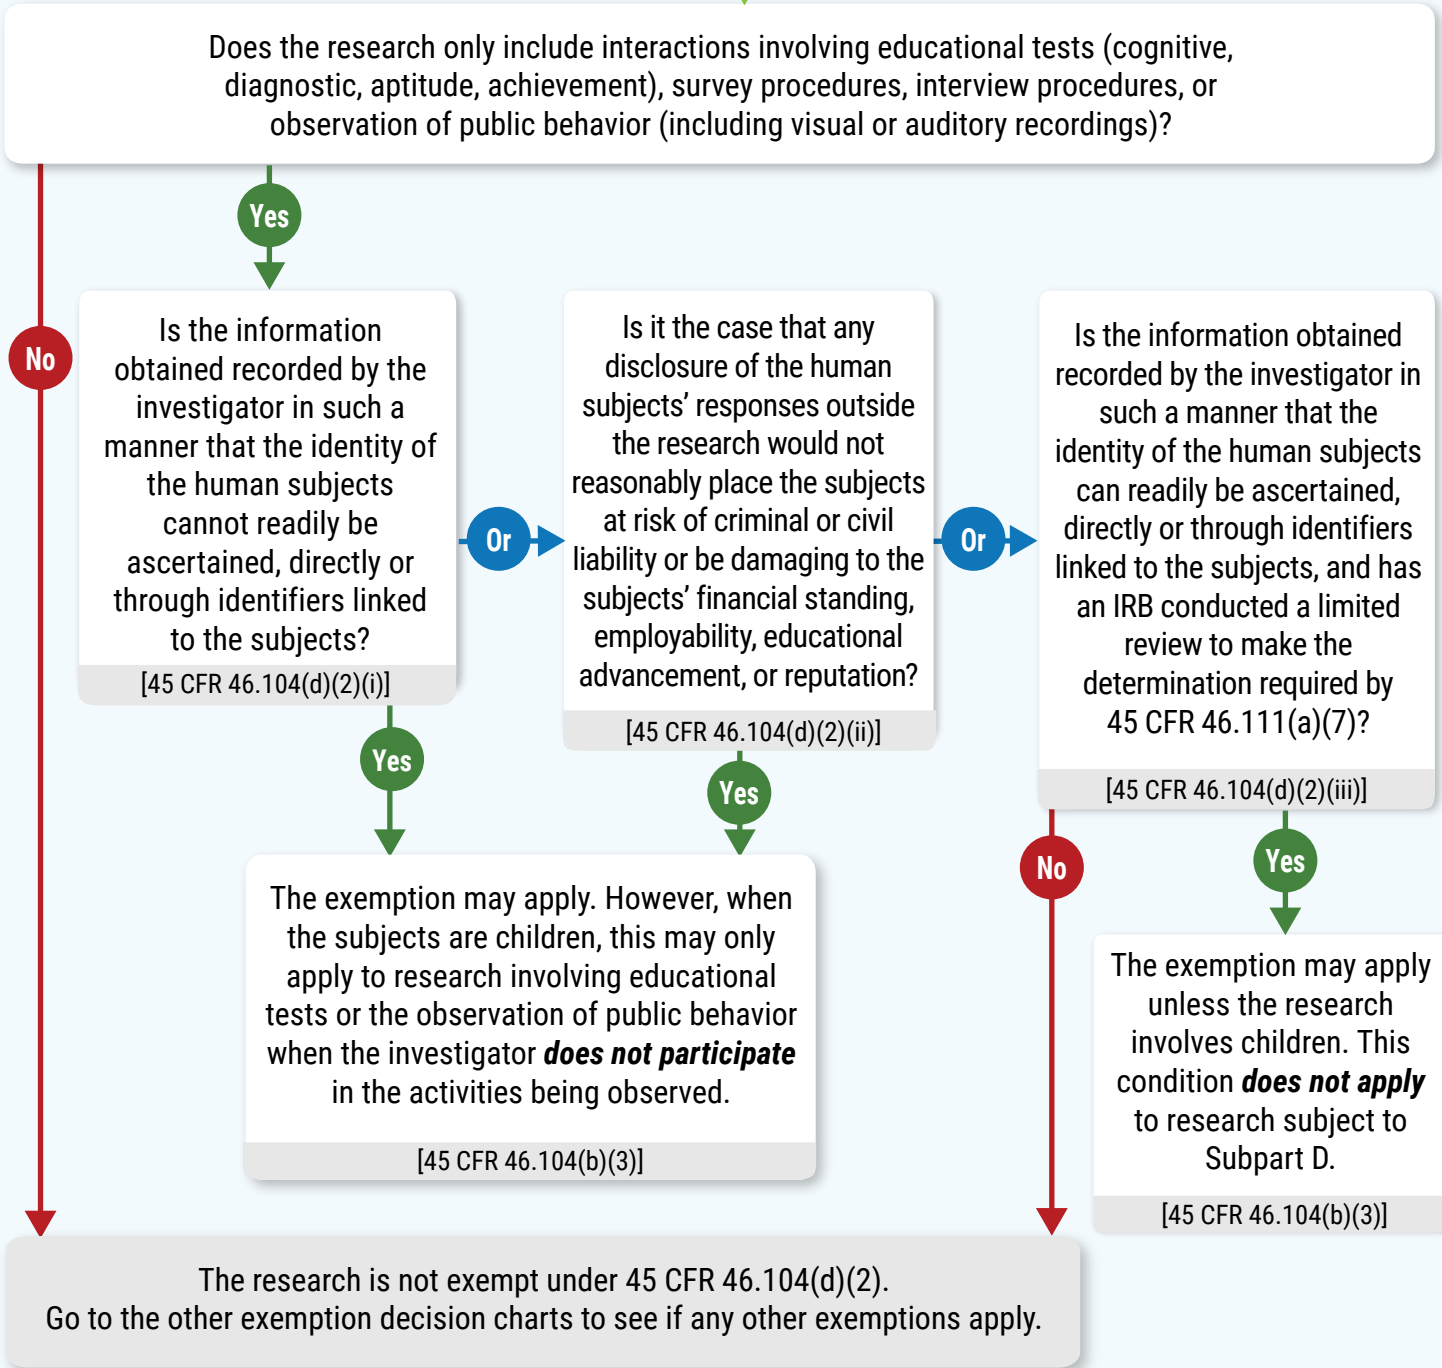 Does the research only include interactions involving educational tests (cognitive,
diagnostic, aptitude, achievement), survey procedures, interview procedures, or
observation of public behavior (including visual or auditory recordings)?
Yes
No
Is the information
obtained recorded by the
investigator in such a
manner that the identity of
the human subjects
cannot readily be
ascertained, directly or
through identifiers linked
to the subjects?
[45 CFR 46.104(d)(2)(i)]
Or
Is it the case that any
disclosure of the human
subjects’ responses outside
the research would not
reasonably place the subjects
at risk of criminal or civil
liability or be damaging to the
subjects’ financial standing,
employability, educational
advancement, or reputation?
[45 CFR 46.104(d)(2)(ii)]
Or
Is the information obtained
recorded by the investigator in
such a manner that the
identity of the human subjects
can readily be ascertained,
directly or through identifiers
linked to the subjects, and has
an IRB conducted a limited
review to make the
determination required by
45 CFR 46.111(a)(7)?
[45 CFR 46.104(d)(2)(iii)]
Yes
Yes
No
Yes
The exemption may apply. However, when
the subjects are children, this may only
apply to research involving educational
tests or the observation of public behavior
when the investigator does not participate
in the activities being observed.
[45 CFR 46.104(b)(3)]
The exemption may apply
unless the research
involves children. This
condition does not apply
to research subject to
Subpart D.
[45 CFR 46.104(b)(3)]
The research is not exempt under 45 CFR 46.104(d)(2).
Go to the other exemption decision charts to see if any other exemptions apply.